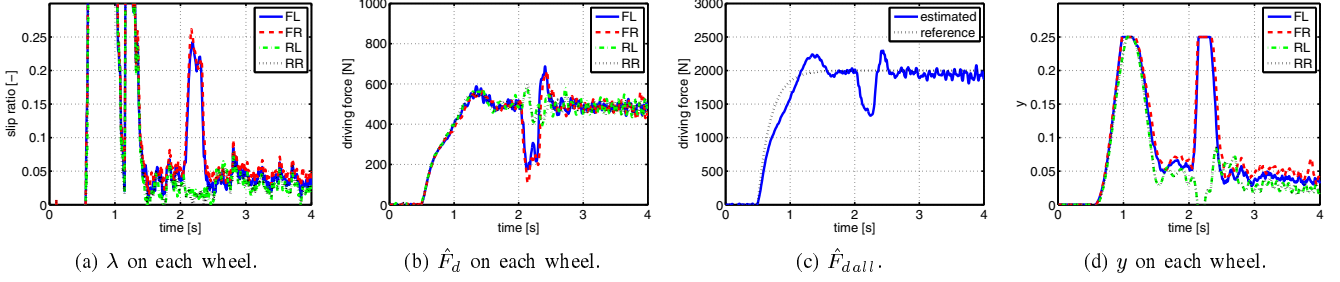 slip ratio [−]
0.25
0.2
0.15
0.1
0.05
0
0 1 2 3 4
time [s]
FL
FR
RL
RR
(a) λ on each wheel.
driving force [N]
1000
800
600
400
200
0
0 1 2 3 4
time [s]
FL
FR
RL
RR
(b) F̂_d on each wheel.
driving force [N]
3000
2500
2000
1500
1000
500
0
0 1 2 3 4
time [s]
estimated
reference
(c) F̂_dall.
y
0.3
0.25
0.2
0.15
0.1
0.05
0
0 1 2 3 4
time [s]
FL
FR
RL
RR
(d) y on each wheel.